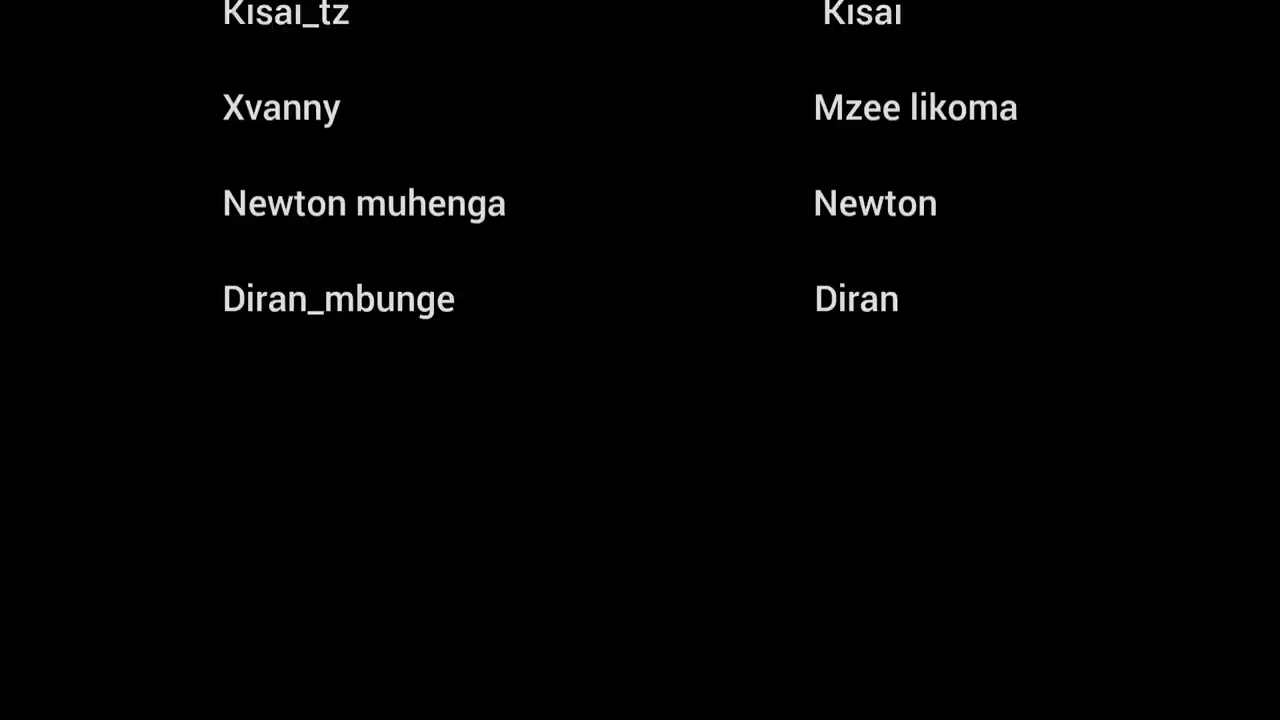 Kisai_tz Kisai
Xvanny Mzee likoma
Newton muhenga Newton
Diran_mbunge Diran